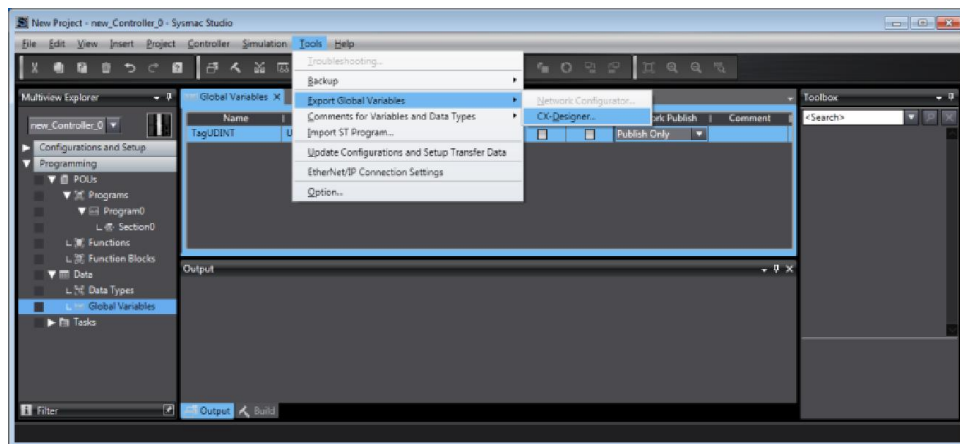 New Project - new_Controller_0 - Sysmac Studio
File Edit View Insert Project Controller Simulation Tools Help
Troubleshooting...
Backup
Export Global Variables
Network Configurator...
CX-Designer...
Comments for Variables and Data Types
Import ST Program...
Update Configurations and Setup Transfer Data
EtherNet/IP Connection Settings
Option...
Multiview Explorer
new_Controller_0
Configurations and Setup
Programming
POUs
Programs
Program0
Section0
Functions
Function Blocks
Data
Data Types
Global Variables
Tasks
Filter
Global Variables X
Name
ork Publish Comment
TagUDINT U
Publish Only
Output
Output Build
Toolbox
<Search>